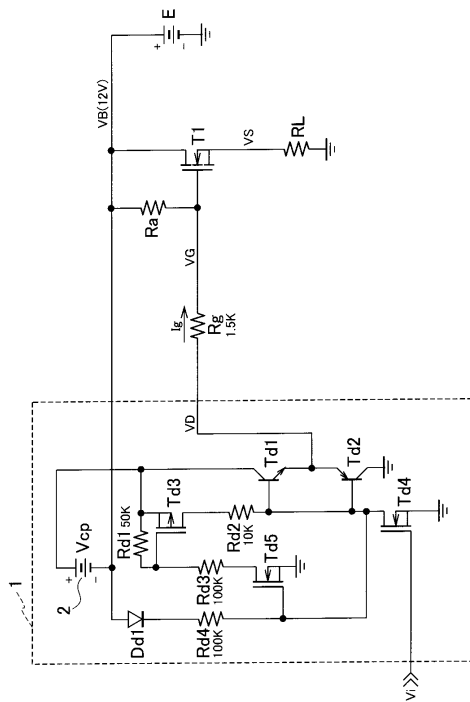 1
2
Vcp
Dd1
Rd1 50K
Td3
Rd4
100K
Rd3
100K
Rd2
10K
Td5
Td1
Td2
Td4
Vi
VD
Ig
Rg
1.5K
VG
Ra
T1
VS
RL
VB(12V)
E
+
-
+
-